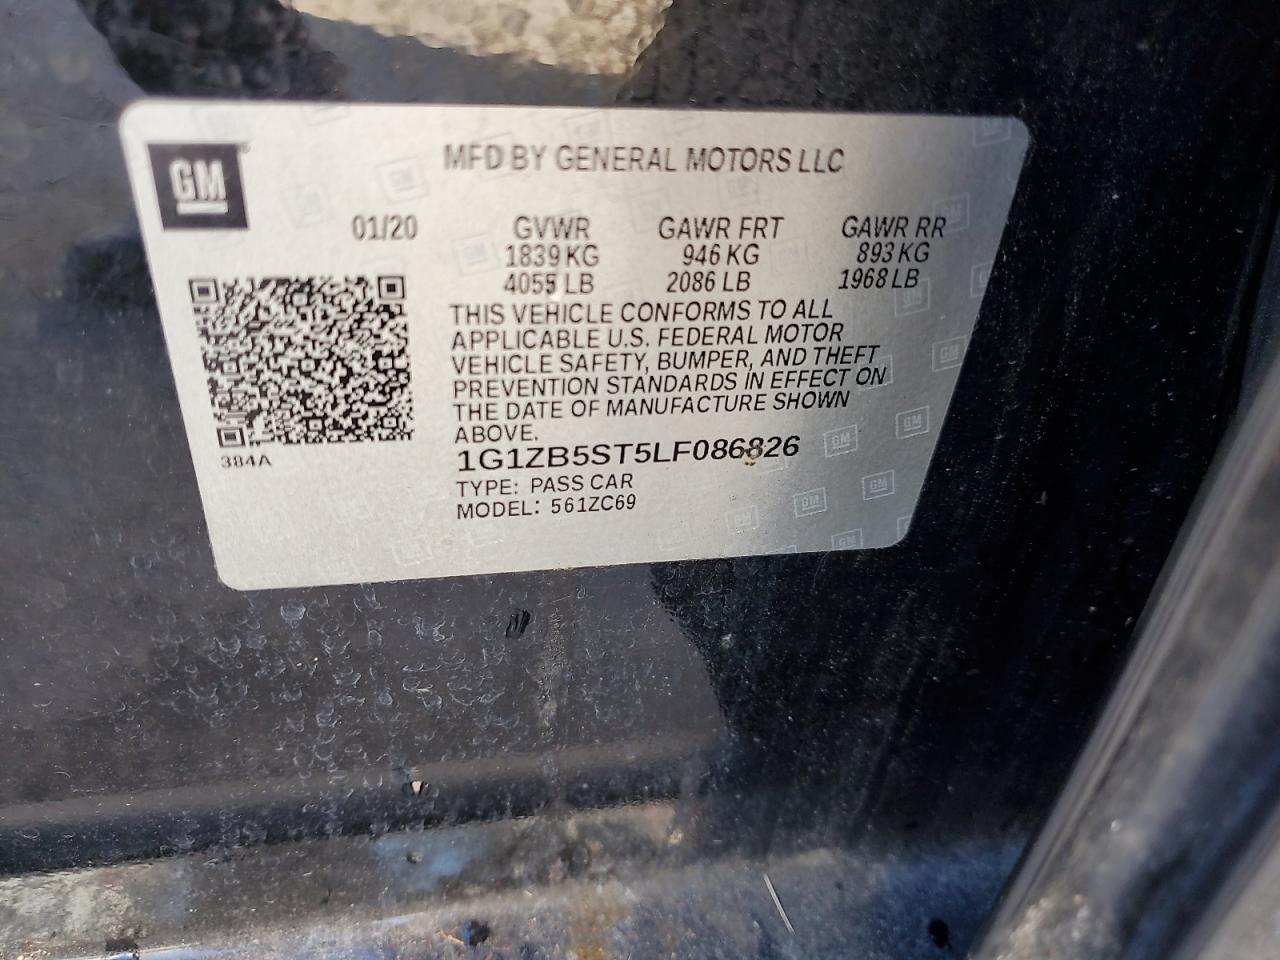 GM
MFD BY GENERAL MOTORS LLC
01/20 GVWR GAWR FRT GAWR RR
1839 KG 946 KG 893 KG
4055 LB 2086 LB 1968 LB
THIS VEHICLE CONFORMS TO ALL
APPLICABLE U.S. FEDERAL MOTOR
VEHICLE SAFETY, BUMPER, AND THEFT
PREVENTION STANDARDS IN EFFECT ON
THE DATE OF MANUFACTURE SHOWN
ABOVE.
384A
1G1ZB5ST5LF086826
TYPE: PASS CAR
MODEL: 561ZC69